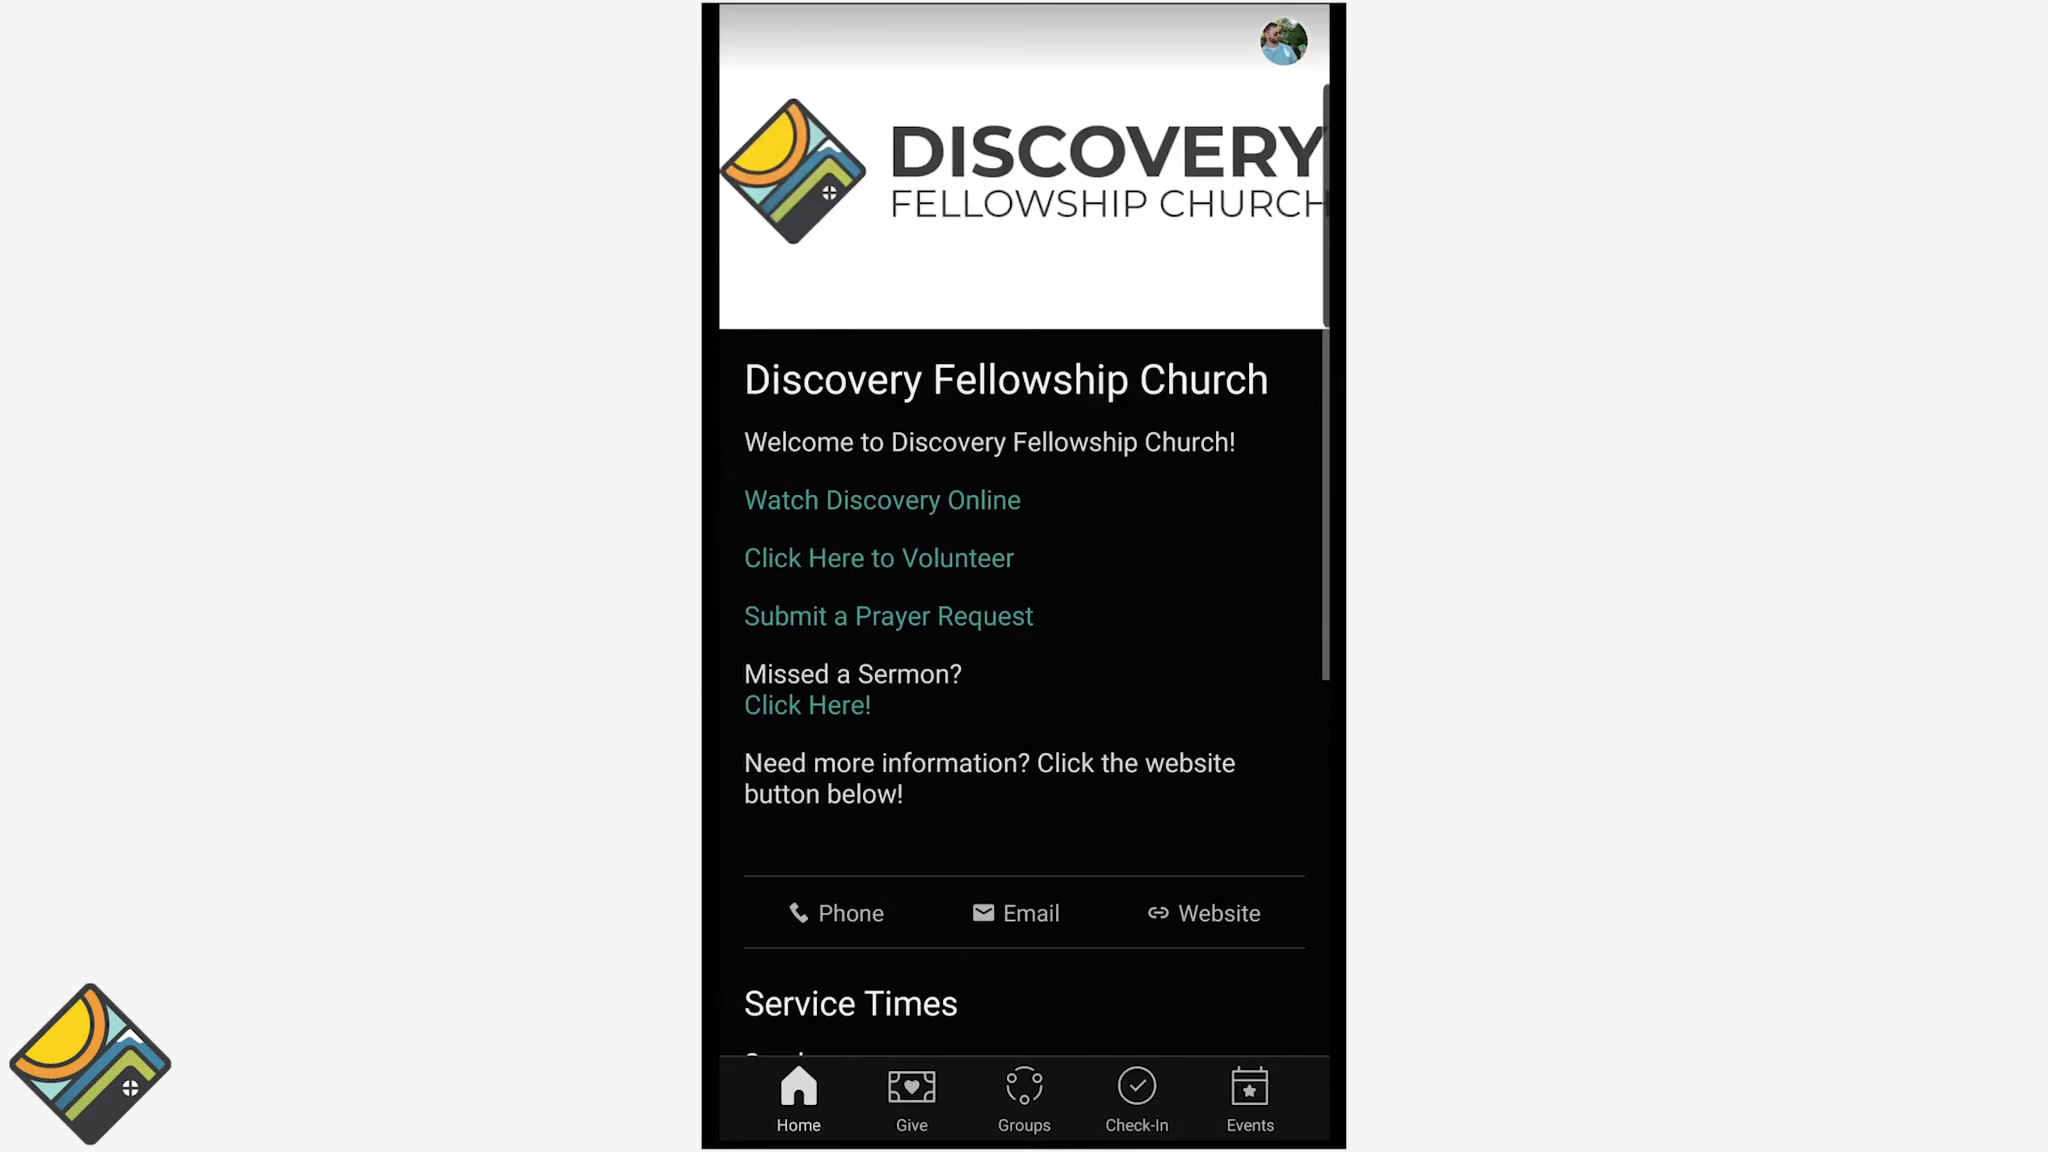 DISCOVERY
FELLOWSHIP CHURCH
Discovery Fellowship Church
Welcome to Discovery Fellowship Church!
Watch Discovery Online
Click Here to Volunteer
Submit a Prayer Request
Missed a Sermon?
Click Here!
Need more information? Click the website
button below!
Phone Email Website
Service Times
Home Give Groups Check-In Events